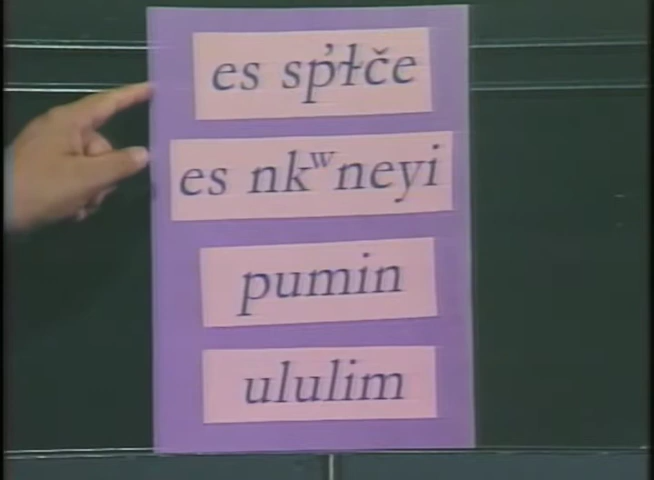 es sp̓łče
es nkʷneyi
pumin
ululim